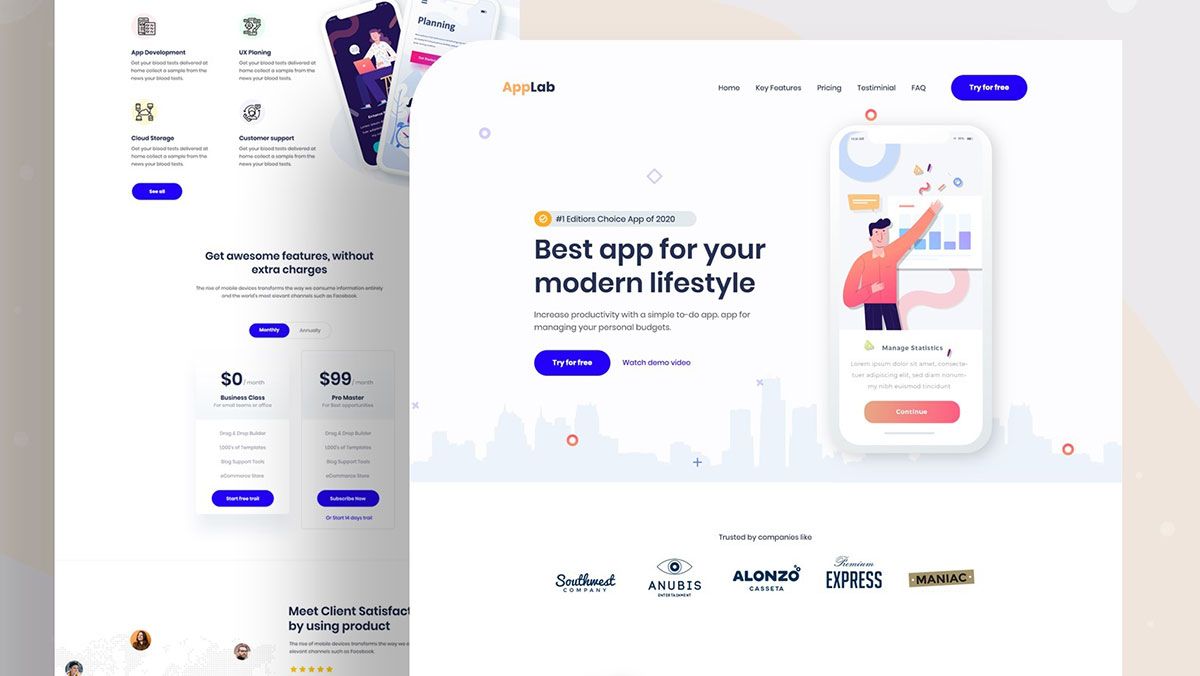 App Development
Get your blood tests delivered at
home collect a sample from the
news your blood tests.
UX Planing
Get your blood tests delivered at
home collect a sample from the
news your blood tests.
Cloud Storage
Get your blood tests delivered at
home collect a sample from the
news your blood tests.
Customer support
Get your blood tests delivered at
home collect a sample from the
news your blood tests.
See all
Planning
Get awesome features, without
extra charges
The rise of mobile devices transforms the way we consume information entirely
and the world's most elevant channels such as Facebook.
Monthly
Annually
$0/month
Business Class
For small teams or office
Drag & Drop Builder
1,000's of Templates
Blog Support Tools
eCommerce Store
Start free trail
$99/month
Pro Master
For Best opportunities
Drag & Drop Builder
1,000's of Templates
Blog Support Tools
eCommerce Store
Subscribe Now
Or Start 14 days trail
Meet Client Satisfact
by using product
The rise of mobile devices transforms the way we c
elevant channels such as Facebook.
AppLab
Home
Key Features
Pricing
Testiminial
FAQ
Try for free
#1 Editiors Choice App of 2020
Best app for your
modern lifestyle
Increase productivity with a simple to-do app. app for
managing your personal budgets.
Try for free
Watch demo video
Manage Statistics
Lorem ipsum dolor sit amet, consecte-
tuer adipiscing elit, sed diam nonum-
my nibh euismod tincidunt
Continue
Trusted by companies like
Southwest
COMPANY
ANUBIS
ENTERTAINMENT
ALONZO
CASSETA
Premium
EXPRESS
MANIAC